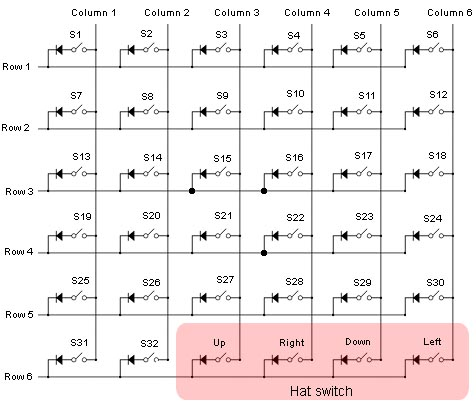 Column 1 Column 2 Column 3 Column 4 Column 5 Column 6
S1 S2 S3 S4 S5 S6
Row 1
S7 S8 S9 S10 S11 S12
Row 2
S13 S14 S15 S16 S17 S18
Row 3
S19 S20 S21 S22 S23 S24
Row 4
S25 S26 S27 S28 S29 S30
Row 5
S31 S32 Up Right Down Left
Row 6
Hat switch